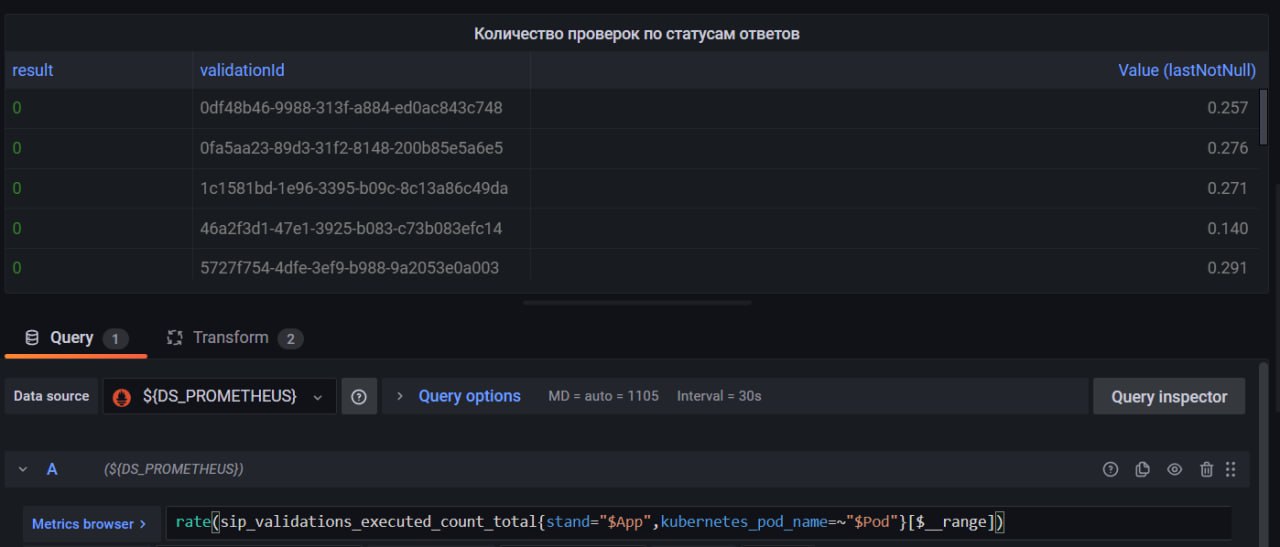 Количество проверок по статусам ответов
result validationId Value (lastNotNull)
0 0df48b46-9988-313f-a884-ed0ac843c748 0.257
0 0fa5aa23-89d3-31f2-8148-200b85e5a6e5 0.276
0 1c1581bd-1e96-3395-b09c-8c13a86c49da 0.271
0 46a2f3d1-47e1-3925-b083-c73b083efc14 0.140
0 5727f754-4dfe-3ef9-b988-9a2053e0a003 0.291
Query 1 Transform 2
Data source ${DS_PROMETHEUS} Query options MD = auto = 1105 Interval = 30s Query inspector
A (${DS_PROMETHEUS})
Metrics browser > rate(sip_validations_executed_count_total{stand="$App",kubernetes_pod_name=~"$Pod"}[$__range])